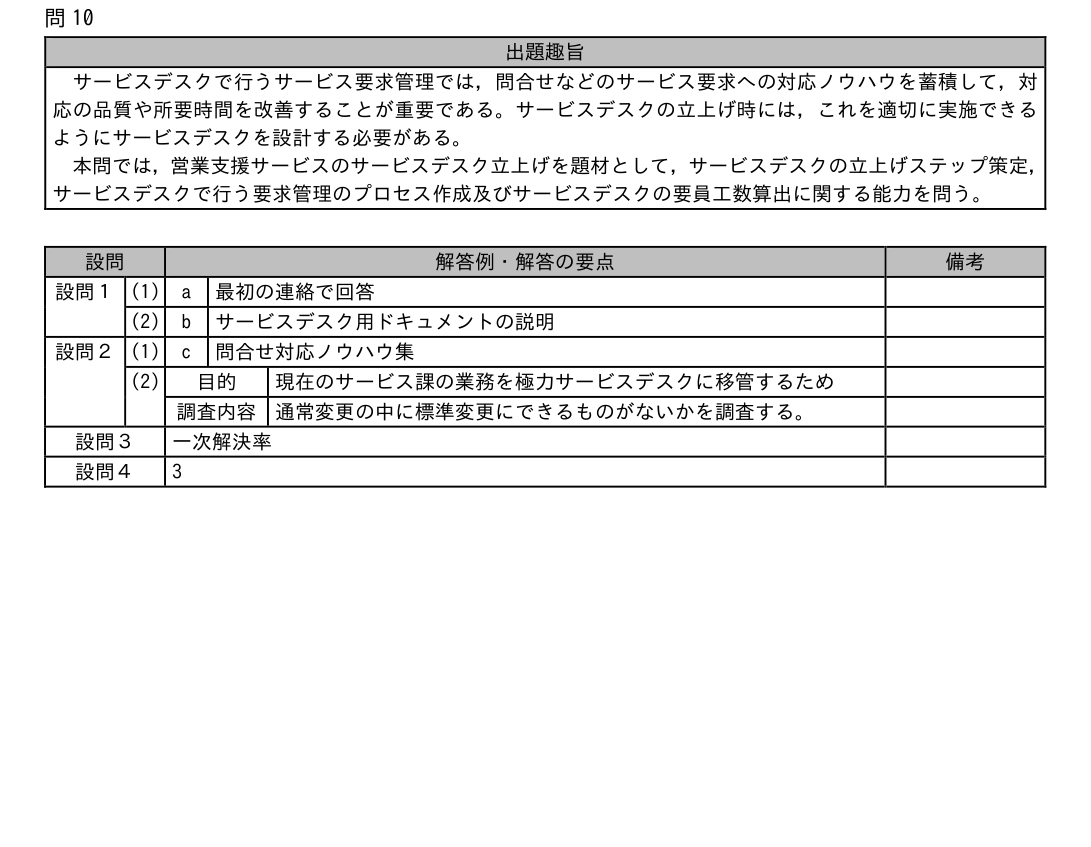 問 10
出題趣旨
サービスデスクで行うサービス要求管理では，問合せなどのサービス要求への対応ノウハウを蓄積して，対
応の品質や所要時間を改善することが重要である。サービスデスクの立上げ時には，これを適切に実施できる
ようにサービスデスクを設計する必要がある。
本問では，営業支援サービスのサービスデスク立上げを題材として，サービスデスクの立上げステップ策定，
サービスデスクで行う要求管理のプロセス作成及びサービスデスクの要員工数算出に関する能力を問う。
設問 解答例・解答の要点 備考
設問１ (1) a 最初の連絡で回答
(2) b サービスデスク用ドキュメントの説明
設問２ (1) c 問合せ対応ノウハウ集
(2) 目的 現在のサービス課の業務を極力サービスデスクに移管するため
調査内容 通常変更の中に標準変更にできるものがないかを調査する。
設問３ 一次解決率
設問４ 3